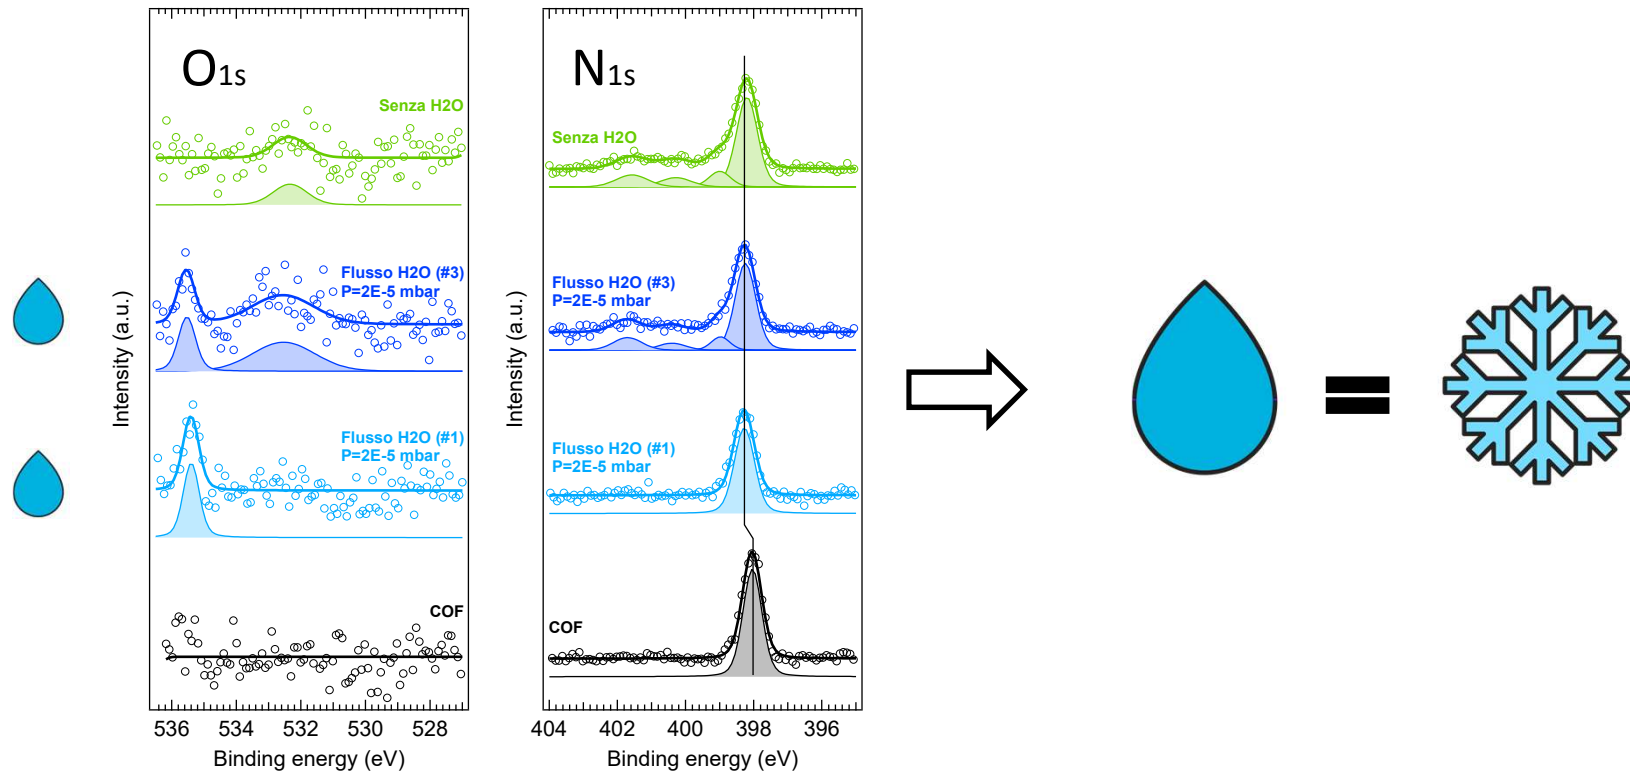 O1s
Senza H2O
Flusso H2O (#3)
P=2E-5 mbar
Flusso H2O (#1)
P=2E-5 mbar
COF
Intensity (a.u.)
536
534
532
530
528
Binding energy (eV)
N1s
Senza H2O
Flusso H2O (#3)
P=2E-5 mbar
Flusso H2O (#1)
P=2E-5 mbar
COF
Intensity (a.u.)
404
402
400
398
396
Binding energy (eV)